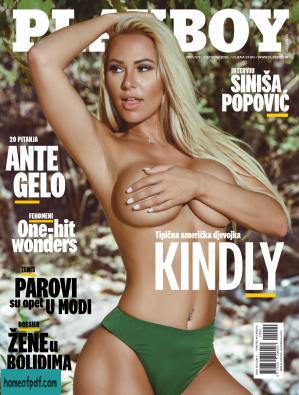 PLAYBOY
INTERVJU
SINIŠA
POPOVIĆ
20 PITANJA
ANTE
GELO
FENOMENI
One-hit
wonders
Tipična američka djevojka
KINDLY
TENIS
PAROVI
su opet U MODI
DOSSIER
ŽENE u
BOLIDIMA
homeofpdf.com